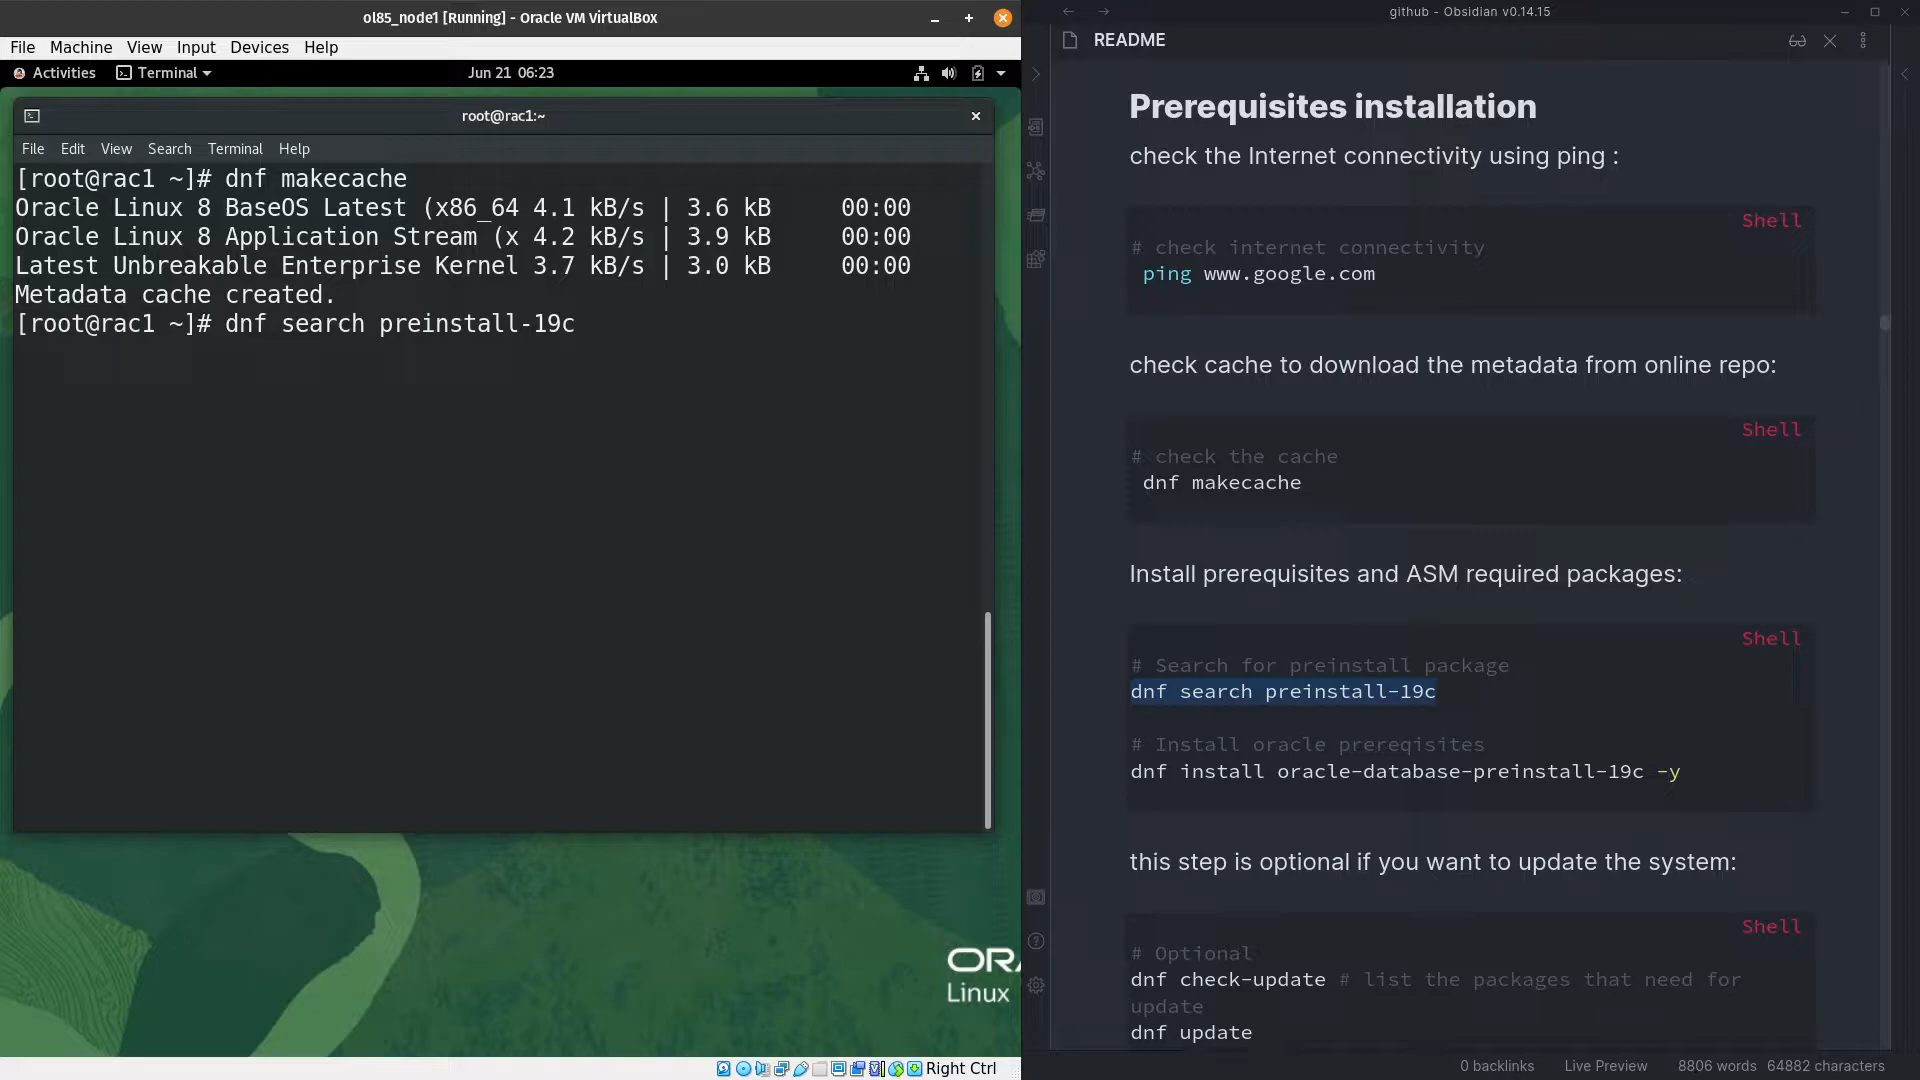 ol85_node1 [Running] - Oracle VM VirtualBox
File Machine View Input Devices Help
Activities Terminal Jun 21 06:23
root@rac1:~
File Edit View Search Terminal Help
[root@rac1 ~]# dnf makecache
Oracle Linux 8 BaseOS Latest (x86_64 4.1 kB/s | 3.6 kB 00:00
Oracle Linux 8 Application Stream (x 4.2 kB/s | 3.9 kB 00:00
Latest Unbreakable Enterprise Kernel 3.7 kB/s | 3.0 kB 00:00
Metadata cache created.
[root@rac1 ~]# dnf search preinstall-19c
ORA
Linux
Right Ctrl
github - Obsidian v0.14.15
README
Prerequisites installation
check the Internet connectivity using ping :
Shell
# check internet connectivity
ping www.google.com
check cache to download the metadata from online repo:
Shell
# check the cache
dnf makecache
Install prerequisites and ASM required packages:
Shell
# Search for preinstall package
dnf search preinstall-19c
# Install oracle prereqisites
dnf install oracle-database-preinstall-19c -y
this step is optional if you want to update the system:
Shell
# Optional
dnf check-update # list the packages that need for
update
dnf update
0 backlinks Live Preview 8806 words 64882 characters